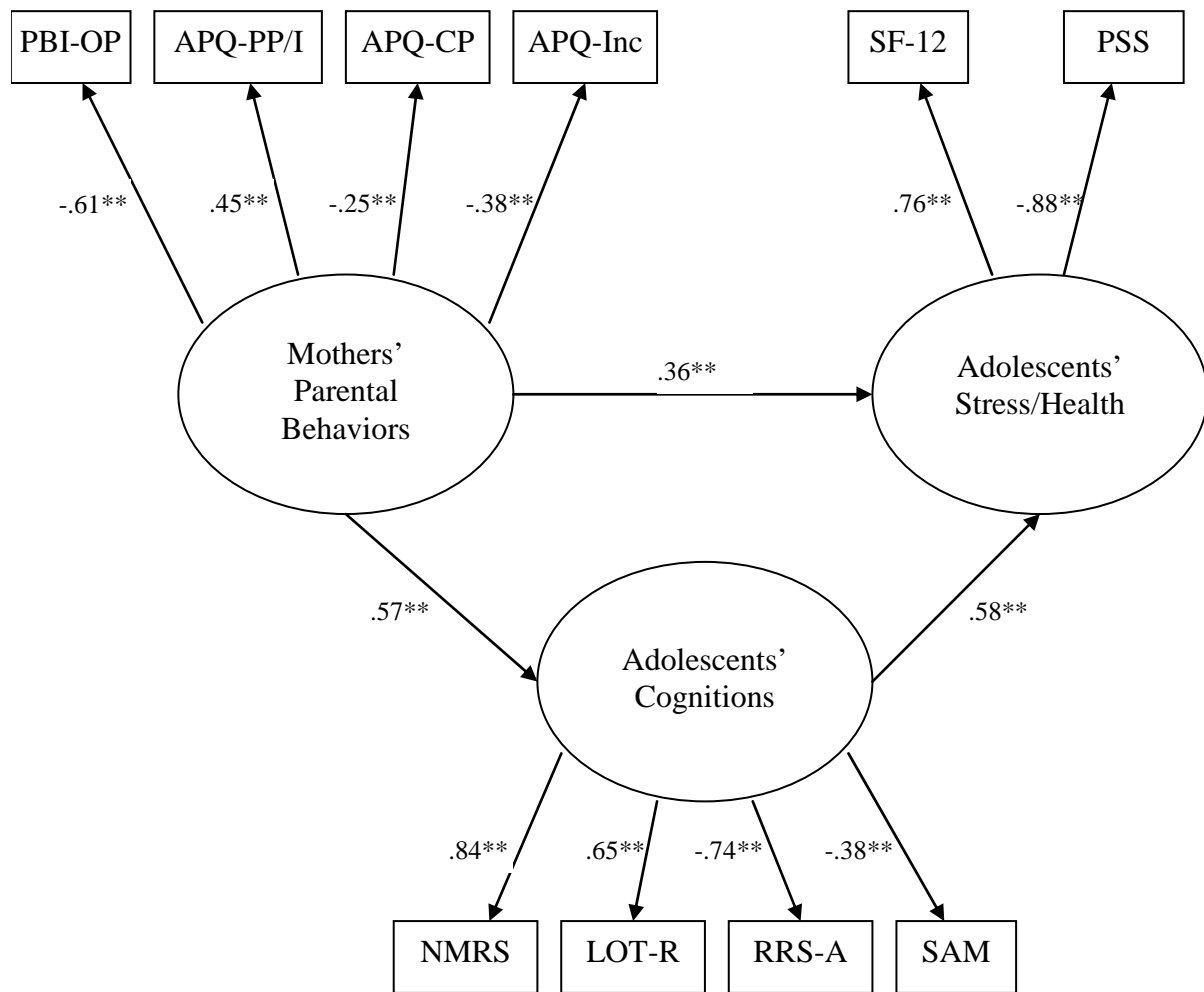 PBI-OP
APQ-PP/I
APQ-CP
APQ-Inc
SF-12
PSS
-.61**
.45**
-.25**
-.38**
.76**
-.88**
Mothers’
Parental
Behaviors
.36**
Adolescents’
Stress/Health
.57**
.58**
Adolescents’
Cognitions
.84**
.65**
-.74**
-.38**
NMRS
LOT-R
RRS-A
SAM